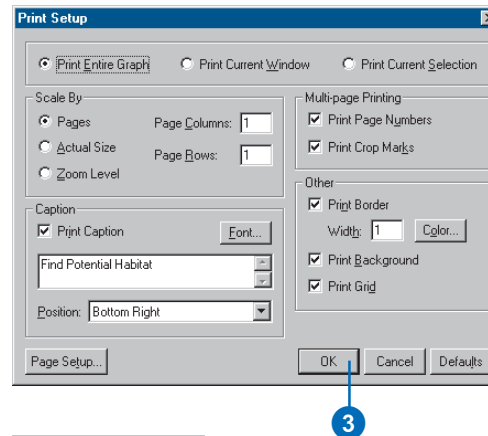 Print Setup
Print Entire Graph
Print Current Window
Print Current Selection
Scale By
Pages
Page Columns: 1
Actual Size
Page Rows: 1
Zoom Level
Multi-page Printing
Print Page Numbers
Print Crop Marks
Caption
Print Caption
Font...
Find Potential Habitat
Position: Bottom Right
Other
Print Border
Width: 1 Color...
Print Background
Print Grid
Page Setup...
OK
Cancel
Defaults
3